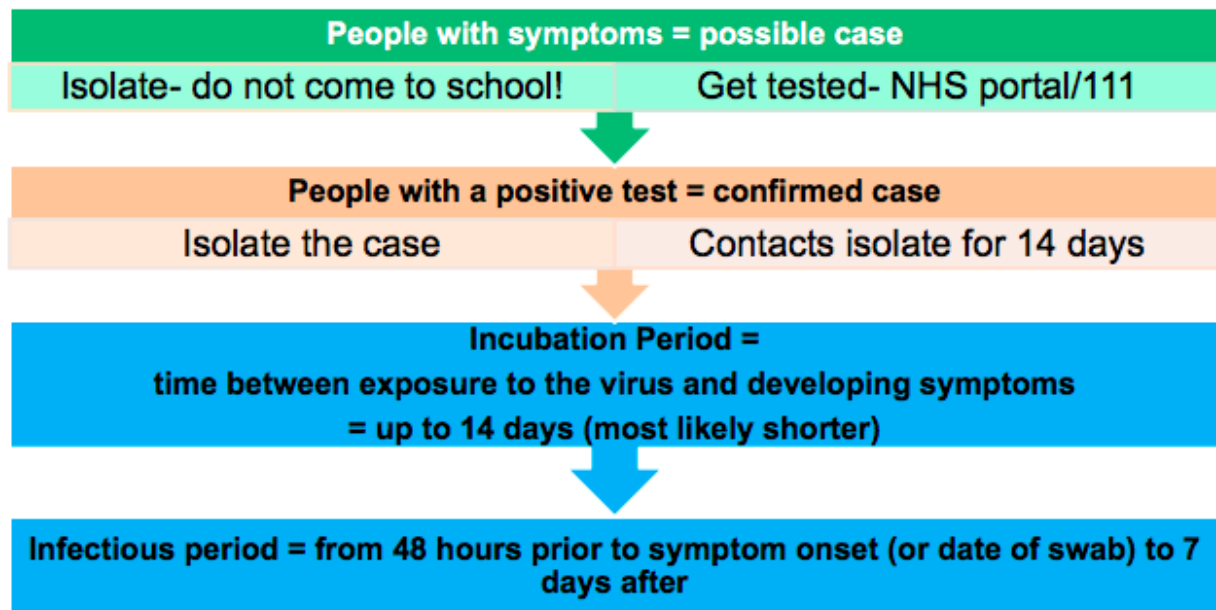 People with symptoms = possible case
Isolate- do not come to school!
Get tested- NHS portal/111
People with a positive test = confirmed case
Isolate the case
Contacts isolate for 14 days
Incubation Period =
time between exposure to the virus and developing symptoms
= up to 14 days (most likely shorter)
Infectious period = from 48 hours prior to symptom onset (or date of swab) to 7
days after